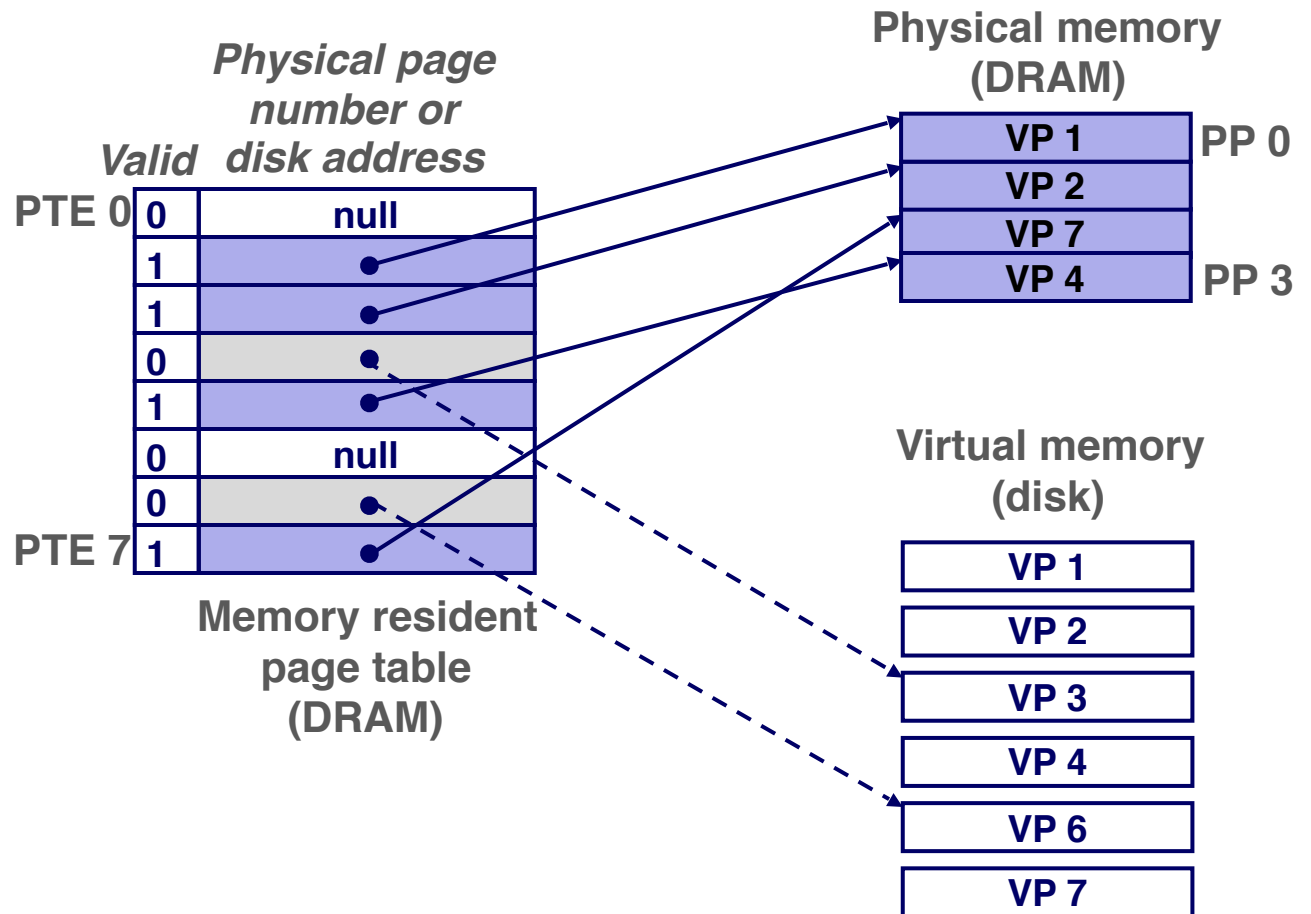 Physical page
number or
disk address
Valid
PTE 0
0
null
1
1
0
1
0
null
0
PTE 7
1
Memory resident
page table
(DRAM)
Physical memory
(DRAM)
VP 1
PP 0
VP 2
VP 7
VP 4
PP 3
Virtual memory
(disk)
VP 1
VP 2
VP 3
VP 4
VP 6
VP 7